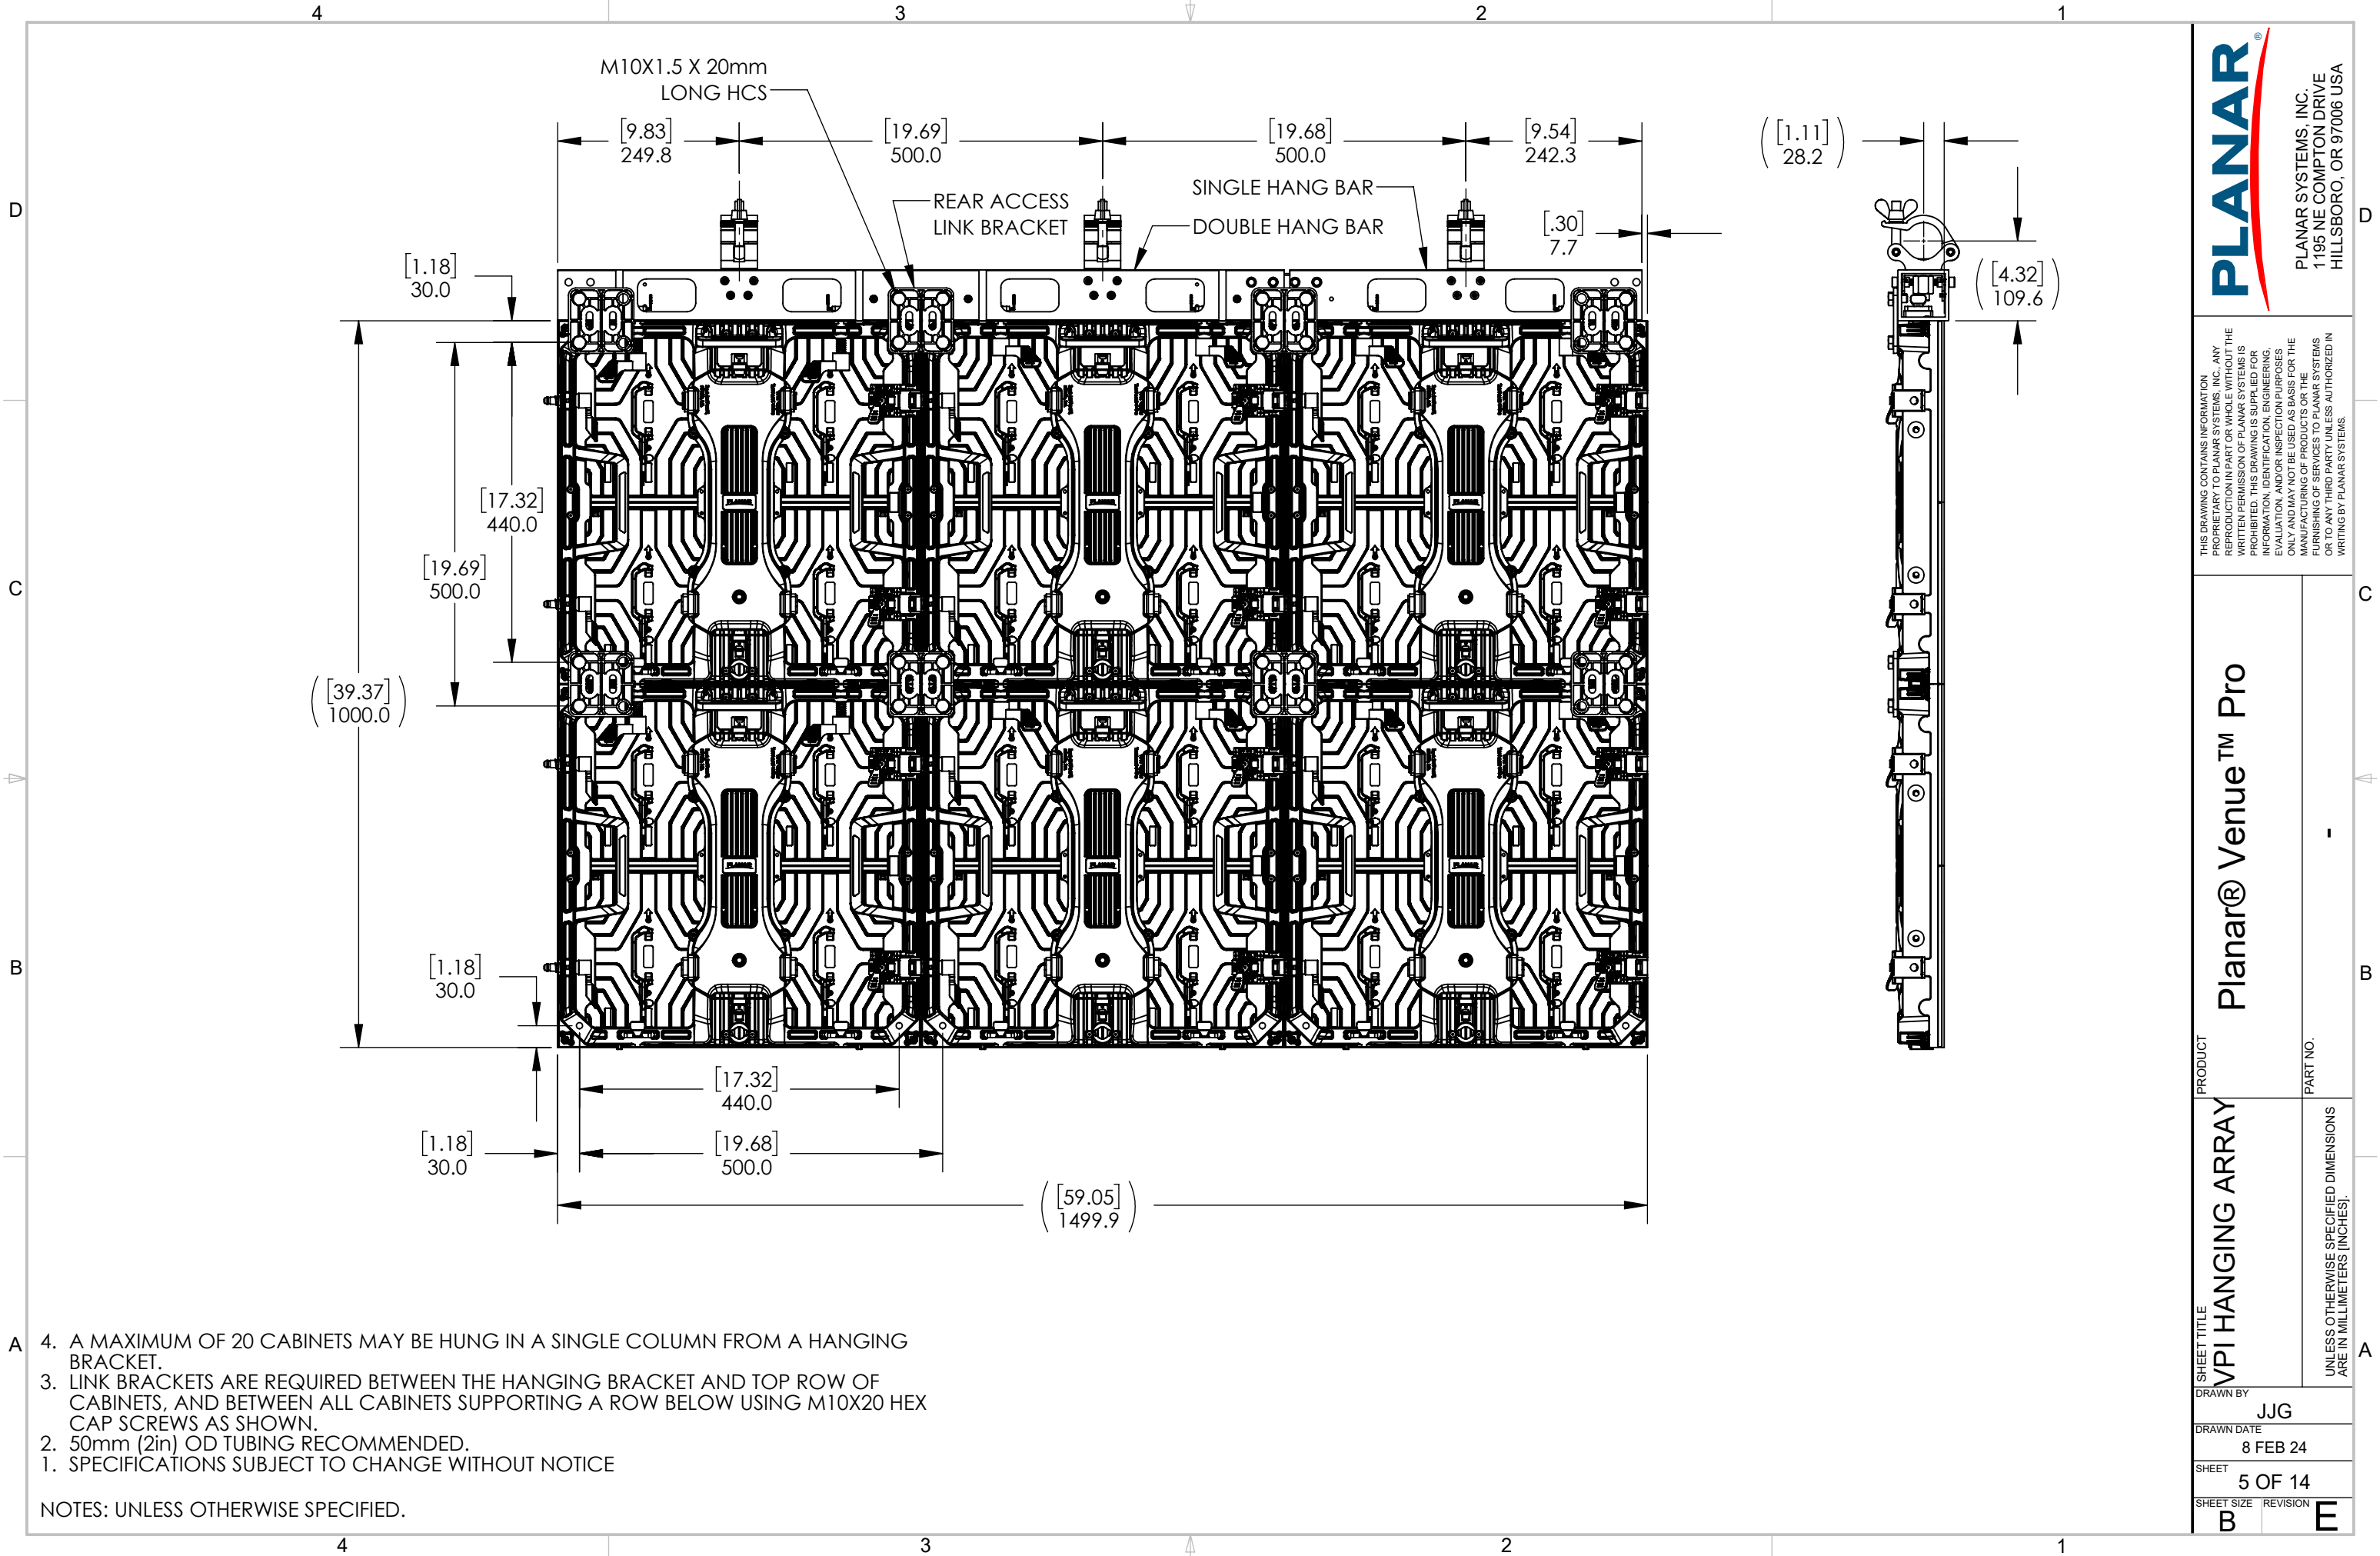 4 3 2 1
M10X1.5 X 20mm
LONG HCS
[9.83]
249.8
[19.69]
500.0
[19.68]
500.0
[9.54]
242.3
[1.11]
28.2
REAR ACCESS
LINK BRACKET
SINGLE HANG BAR
DOUBLE HANG BAR
[.30]
7.7
D
D
[1.18]
30.0
[4.32]
109.6
[17.32]
440.0
[19.69]
500.0
C
C
[39.37]
1000.0
PLANAR
PLANAR
PLANAR
PLANAR
PLANAR
PLANAR
B
B
[1.18]
30.0
[17.32]
440.0
[1.18]
30.0
[19.68]
500.0
[59.05]
1499.9
A
A
4. A MAXIMUM OF 20 CABINETS MAY BE HUNG IN A SINGLE COLUMN FROM A HANGING
BRACKET.
3. LINK BRACKETS ARE REQUIRED BETWEEN THE HANGING BRACKET AND TOP ROW OF
CABINETS, AND BETWEEN ALL CABINETS SUPPORTING A ROW BELOW USING M10X20 HEX
CAP SCREWS AS SHOWN.
2. 50mm (2in) OD TUBING RECOMMENDED.
1. SPECIFICATIONS SUBJECT TO CHANGE WITHOUT NOTICE
NOTES: UNLESS OTHERWISE SPECIFIED.
4 3 2 1
PLANAR®
PLANAR SYSTEMS, INC.
1195 NE COMPTON DRIVE
HILLSBORO, OR 97006 USA
THIS DRAWING CONTAINS INFORMATION
PROPRIETARY TO PLANAR SYSTEMS, INC., ANY
REPRODUCTION IN PART OR WHOLE WITHOUT THE
WRITTEN PERMISSION OF PLANAR SYSTEMS IS
PROHIBITED. THIS DRAWING IS SUPPLIED FOR
INFORMATION, IDENTIFICATION, ENGINEERING,
EVALUATION, AND/OR INSPECTION PURPOSES
ONLY AND MAY NOT BE USED AS BASIS FOR THE
MANUFACTURING OF PRODUCTS OR THE
FURNISHING OF SERVICES TO PLANAR SYSTEMS
OR TO ANY THIRD PARTY UNLESS AUTHORIZED IN
WRITING BY PLANAR SYSTEMS.
PRODUCT
Planar® Venue™ Pro
PART NO.
-
SHEET TITLE
VPI HANGING ARRAY
UNLESS OTHERWISE SPECIFIED DIMENSIONS
ARE IN MILLIMETERS [INCHES].
DRAWN BY
JJG
DRAWN DATE
8 FEB 24
SHEET
5 OF 14
SHEET SIZE
B
REVISION
E